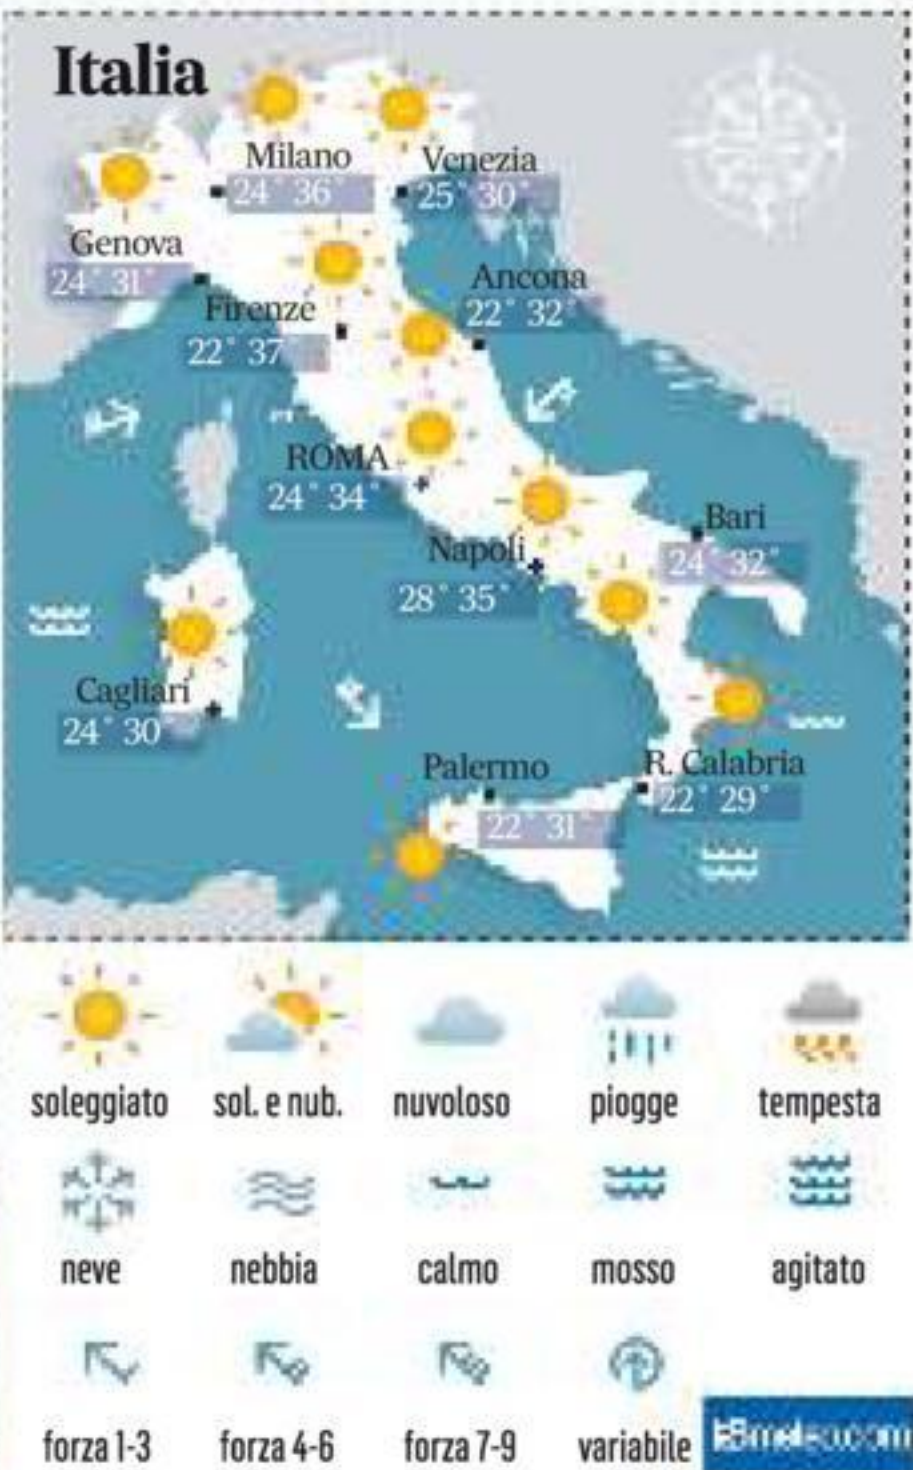 Italia
Milano
24° 36°
Venezia
25° 30°
Genova
24° 31°
Ancona
22° 32°
Firenze
22° 37
ROMA
24° 34°
Bari
24° 32°
Napoli
28° 35°
Cagliari
24° 30°
Palermo
22° 31°
R. Calabria
22° 29°
soleggiato sol. e nub. nuvoloso piogge tempesta
neve nebbia calmo mosso agitato
forza 1-3 forza 4-6 forza 7-9 variabile